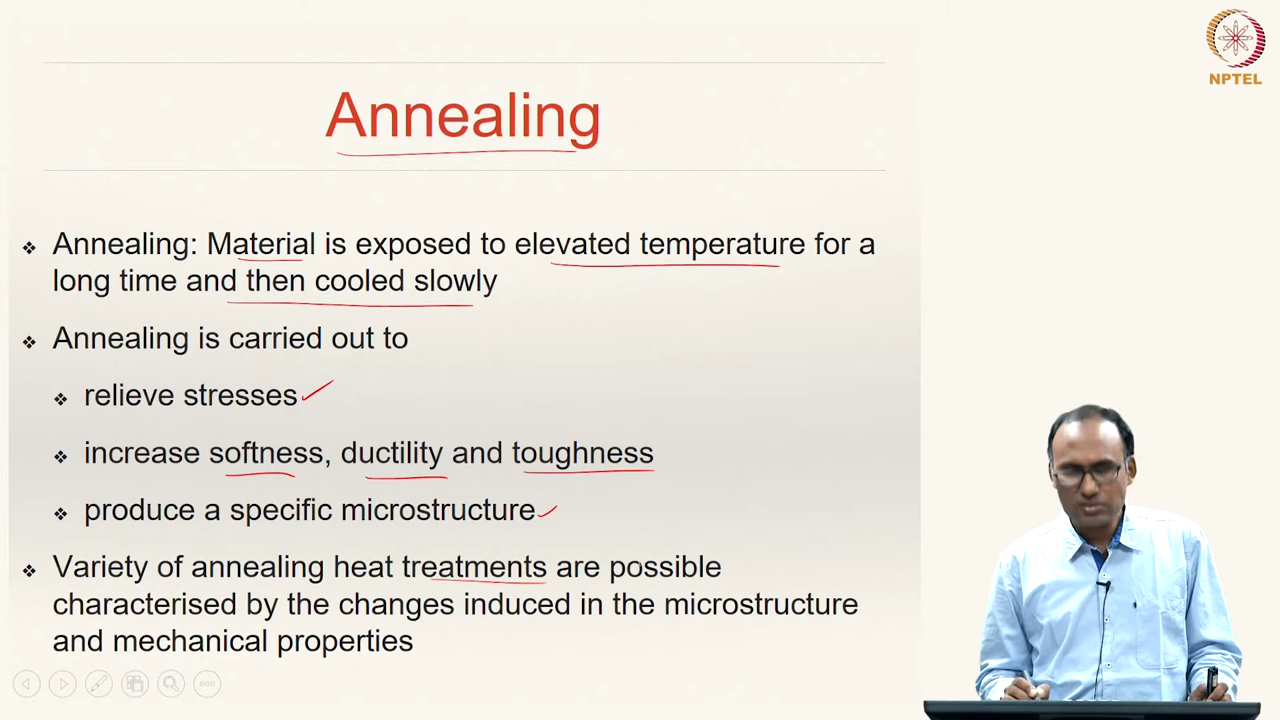 NPTEL
Annealing
Annealing: Material is exposed to elevated temperature for a
long time and then cooled slowly
Annealing is carried out to
relieve stresses
increase softness, ductility and toughness
produce a specific microstructure
Variety of annealing heat treatments are possible
characterised by the changes induced in the microstructure
and mechanical properties